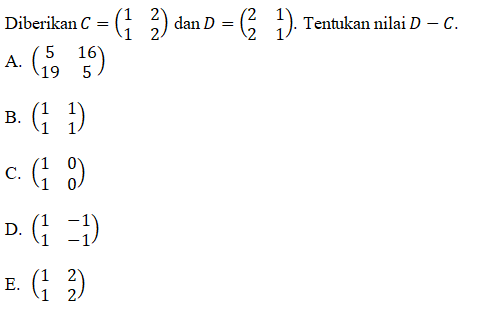 Diberikan C = (1 2
1 2) dan D = (2 1
2 1). Tentukan nilai D − C.
A. (5 16
19 5)
B. (1 1
1 1)
C. (1 0
1 0)
D. (1 −1
1 −1)
E. (1 2
1 2)